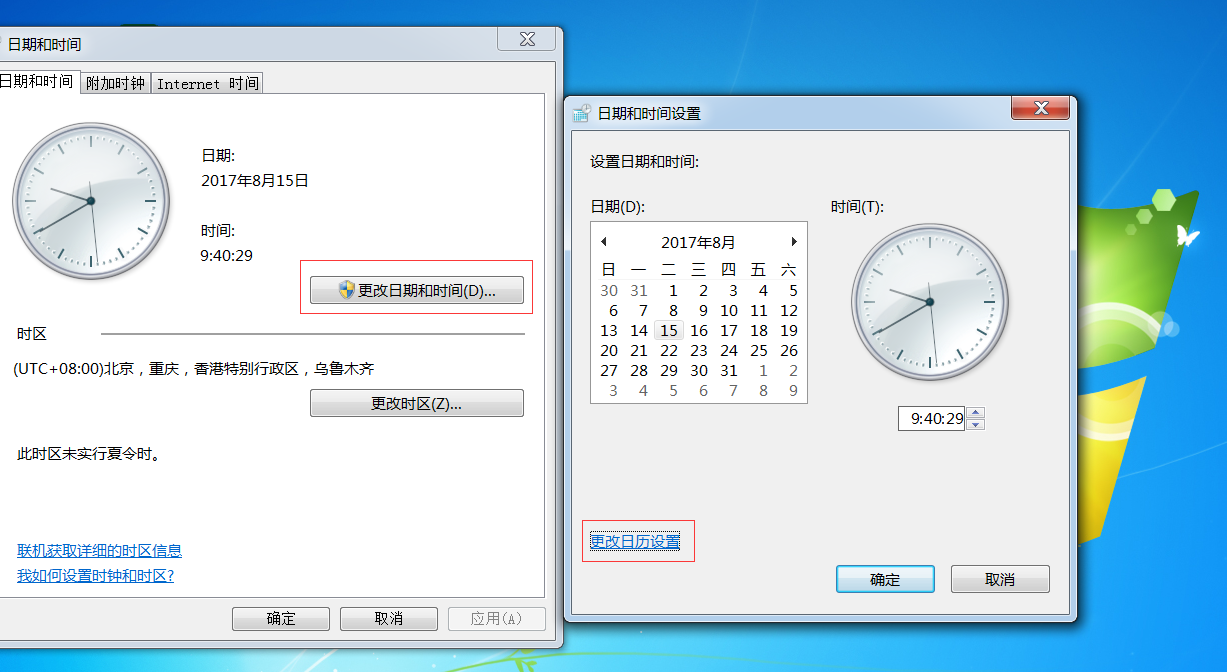 日期和时间
日期和时间 附加时钟 Internet 时间
日期:
2017年8月15日
时间:
9:40:29
更改日期和时间(D)...
时区
(UTC+08:00)北京，重庆，香港特别行政区，乌鲁木齐
更改时区(Z)...
此时区未实行夏令时。
联机获取详细的时区信息
我如何设置时钟和时区?
确定 取消 应用(A)
日期和时间设置
设置日期和时间:
日期(D): 时间(T):
2017年8月
日 一 二 三 四 五 六
30 31 1 2 3 4 5
6 7 8 9 10 11 12
13 14 15 16 17 18 19
20 21 22 23 24 25 26
27 28 29 30 31 1 2
3 4 5 6 7 8 9
9:40:29
更改日历设置
确定 取消